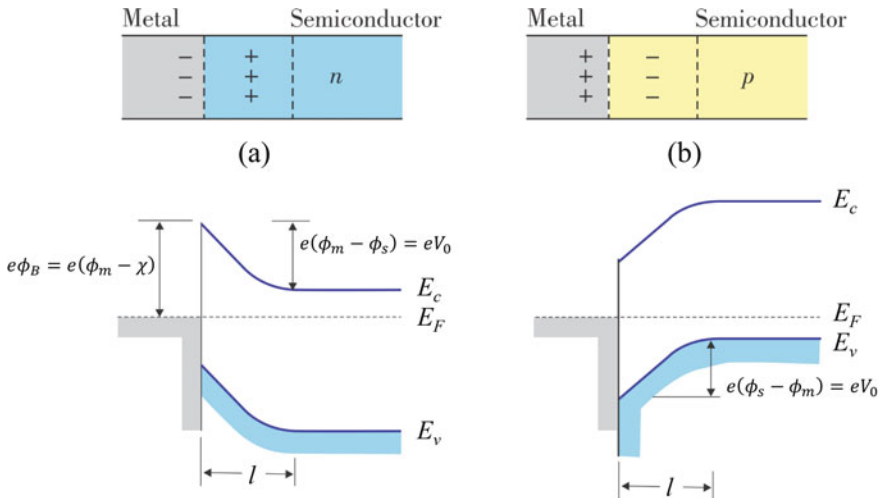 Metal Semiconductor
− + n
− +
− +
(a)
Metal Semiconductor
+ − p
+ −
+ −
(b)
eϕ_B = e(ϕ_m − χ)
e(ϕ_m − ϕ_s) = eV_0
E_c
E_F
E_v
l
E_c
E_F
E_v
e(ϕ_s − ϕ_m) = eV_0
l